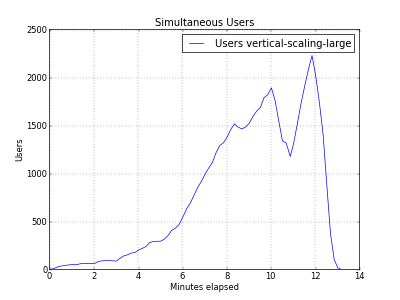 Simultaneous Users
Users vertical-scaling-large
2500
2000
1500
1000
500
0
Users
0 2 4 6 8 10 12 14
Minutes elapsed